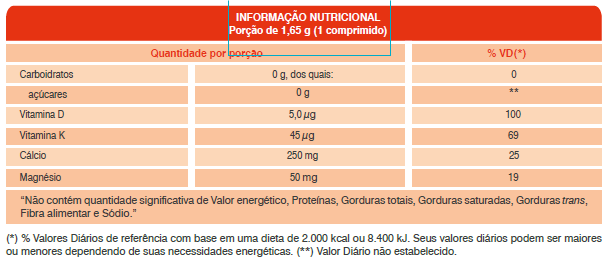 INFORMAÇÃO NUTRICIONAL
Porção de 1,65 g (1 comprimido)
Quantidade por porção % VD(*)
Carboidratos 0 g, dos quais: 0
açúcares 0 g **
Vitamina D 5,0 µg 100
Vitamina K 45 µg 69
Cálcio 250 mg 25
Magnésio 50 mg 19
“Não contém quantidade significativa de Valor energético, Proteínas, Gorduras totais, Gorduras saturadas, Gorduras trans,
Fibra alimentar e Sódio.”
(*) % Valores Diários de referência com base em uma dieta de 2.000 kcal ou 8.400 kJ. Seus valores diários podem ser maiores
ou menores dependendo de suas necessidades energéticas. (**) Valor Diário não estabelecido.